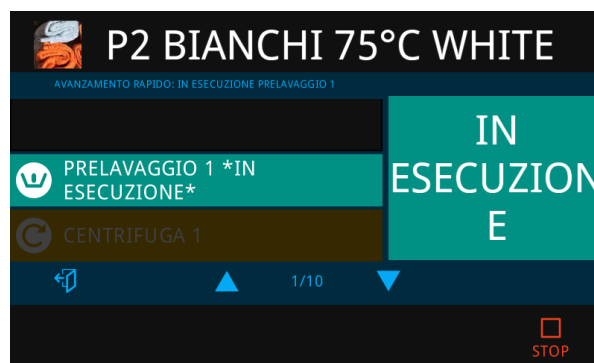 P2 BIANCHI 75°C WHITE
AVANZAMENTO RAPIDO: IN ESECUZIONE PRELAVAGGIO 1
PRELAVAGGIO 1 *IN
ESECUZIONE*
IN
ESECUZION
E
CENTRIFUGA 1
1/10
STOP